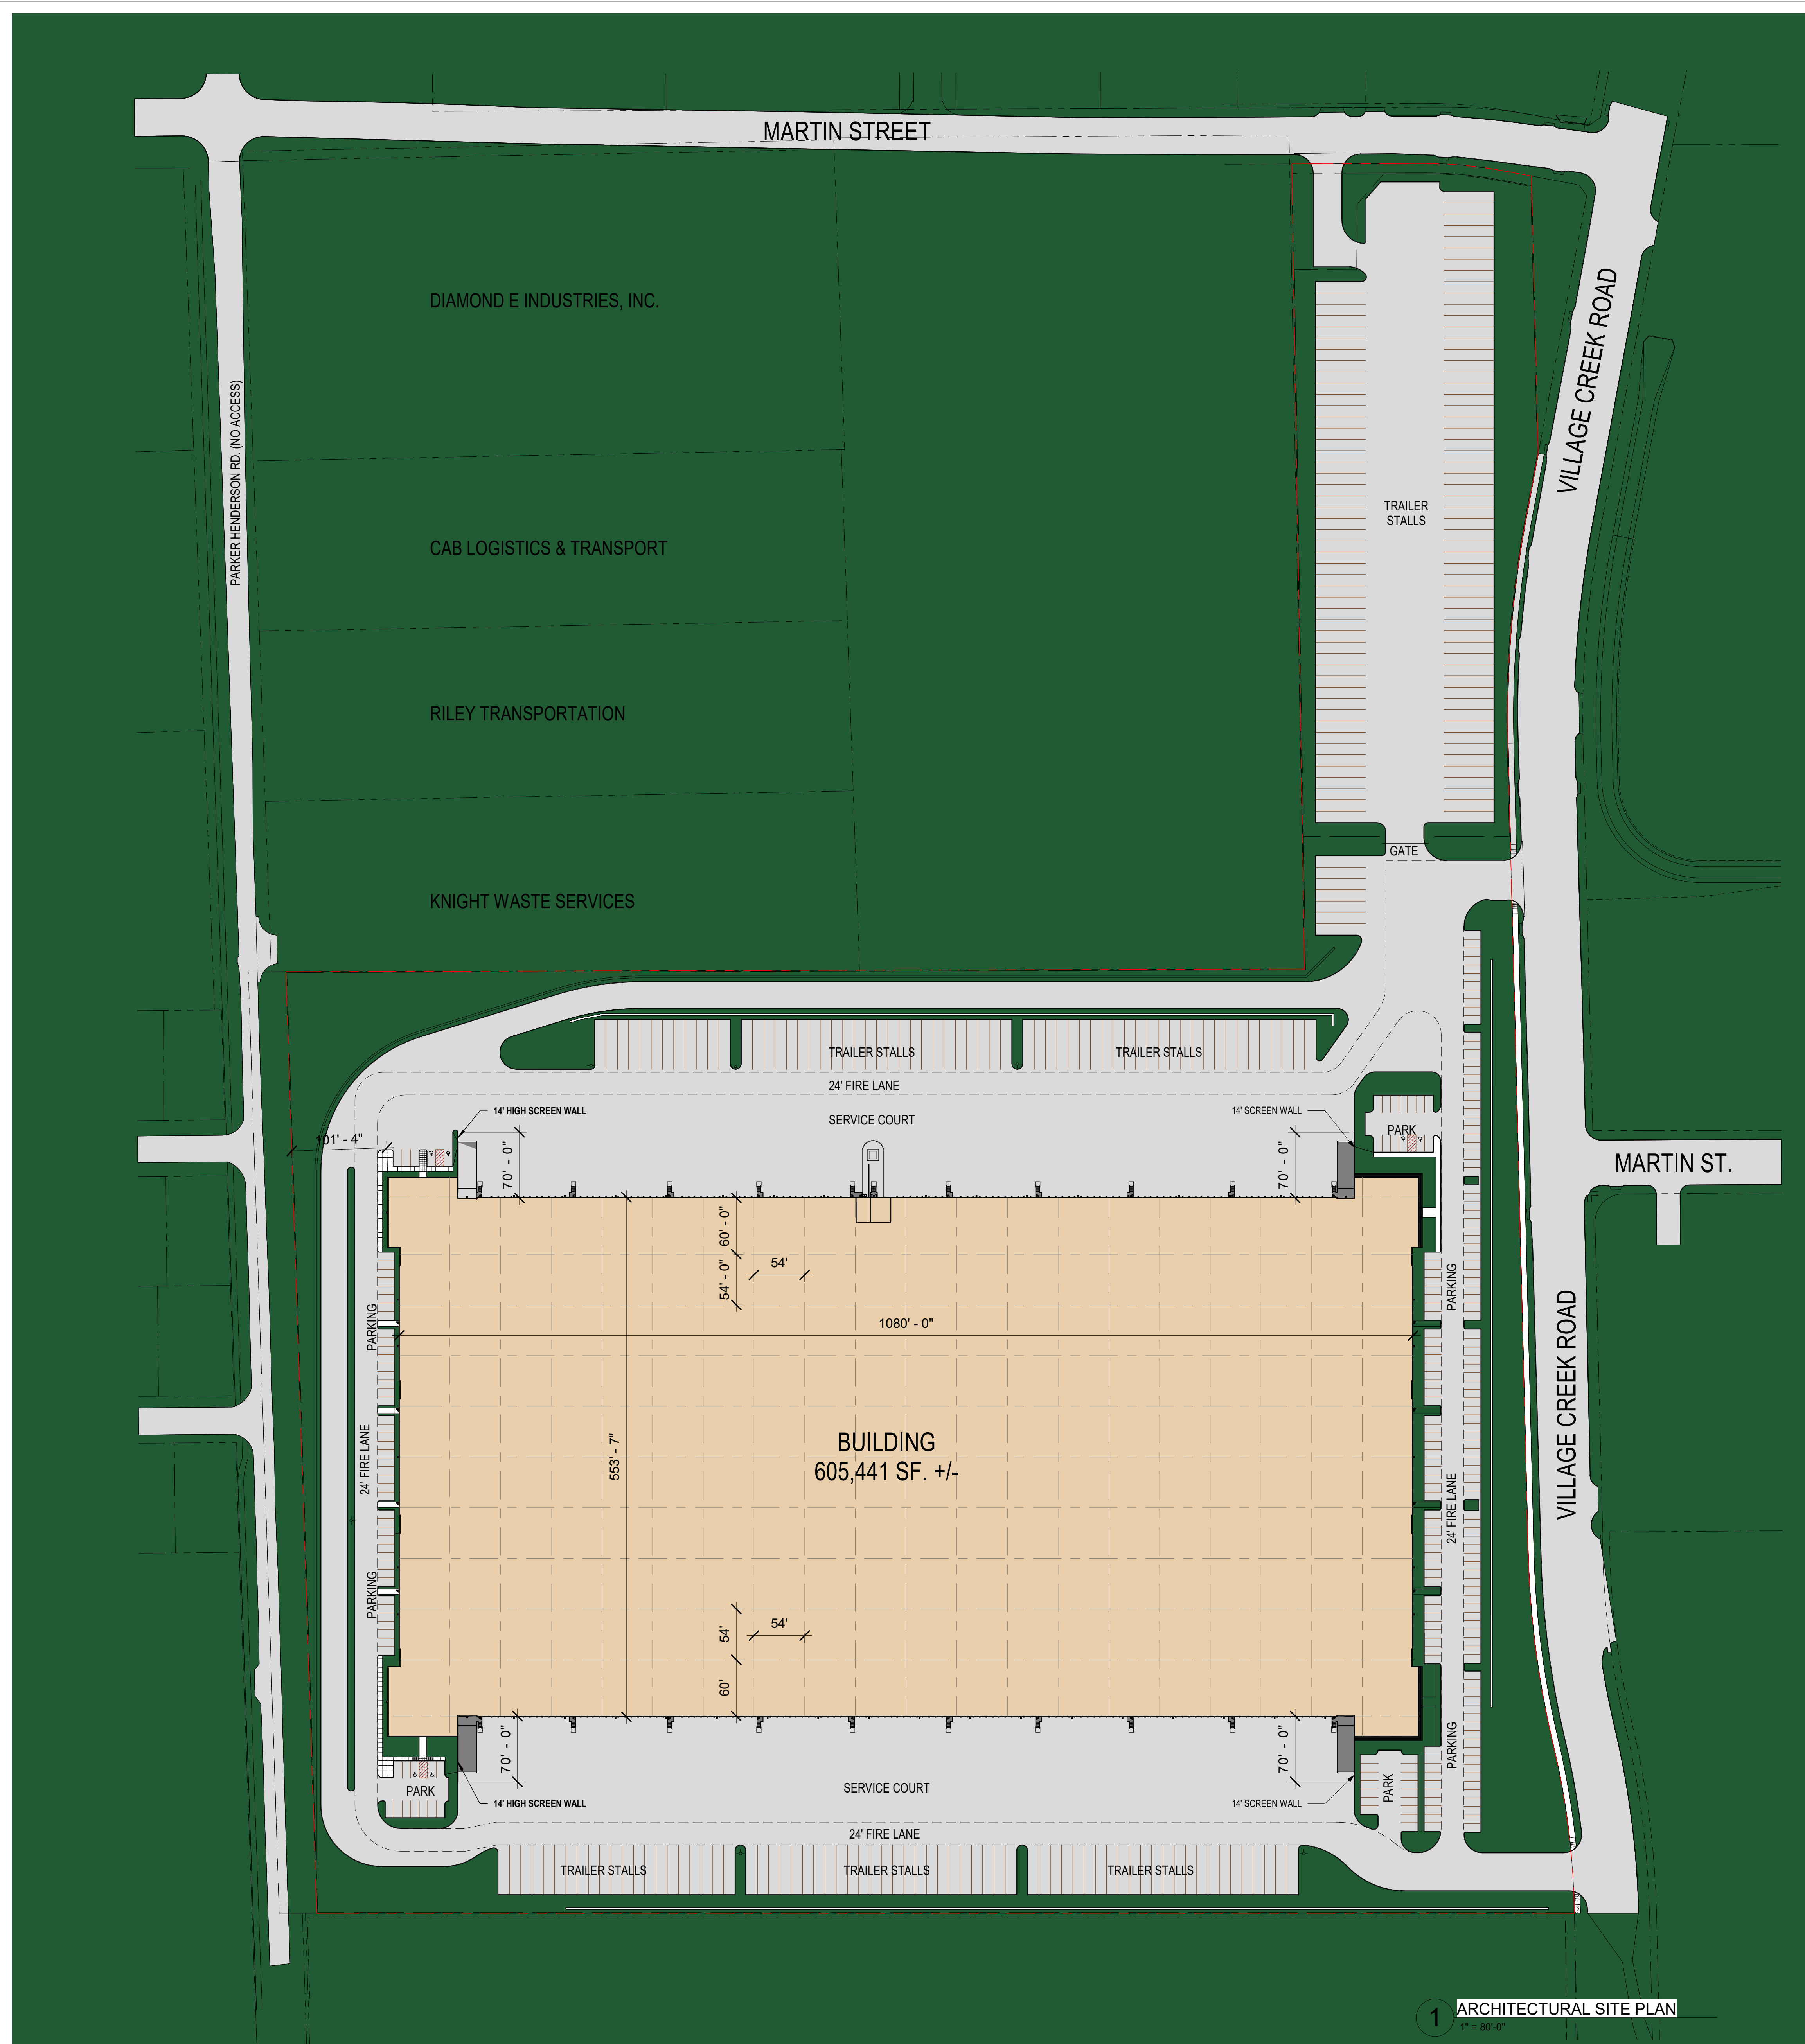 MARTIN STREET
DIAMOND E INDUSTRIES, INC.
VILLAGE CREEK ROAD
PARKER HENDERSON RD. (NO ACCESS)
TRAILER
STALLS
CAB LOGISTICS & TRANSPORT
RILEY TRANSPORTATION
GATE
KNIGHT WASTE SERVICES
TRAILER STALLS
TRAILER STALLS
24' FIRE LANE
14' HIGH SCREEN WALL
SERVICE COURT
14' SCREEN WALL
PARK
101' - 4"
70' - 0"
70' - 0"
MARTIN ST.
60' - 0"
54'
54' - 0"
PARKING
PARKING
1080' - 0"
VILLAGE CREEK ROAD
BUILDING
605,441 SF. +/-
553' - 7"
24' FIRE LANE
24' FIRE LANE
PARKING
54'
54'
60'
PARKING
70' - 0"
70' - 0"
PARK
SERVICE COURT
PARK
14' HIGH SCREEN WALL
14' SCREEN WALL
24' FIRE LANE
TRAILER STALLS
TRAILER STALLS
TRAILER STALLS
1
ARCHITECTURAL SITE PLAN
1" = 80'-0"